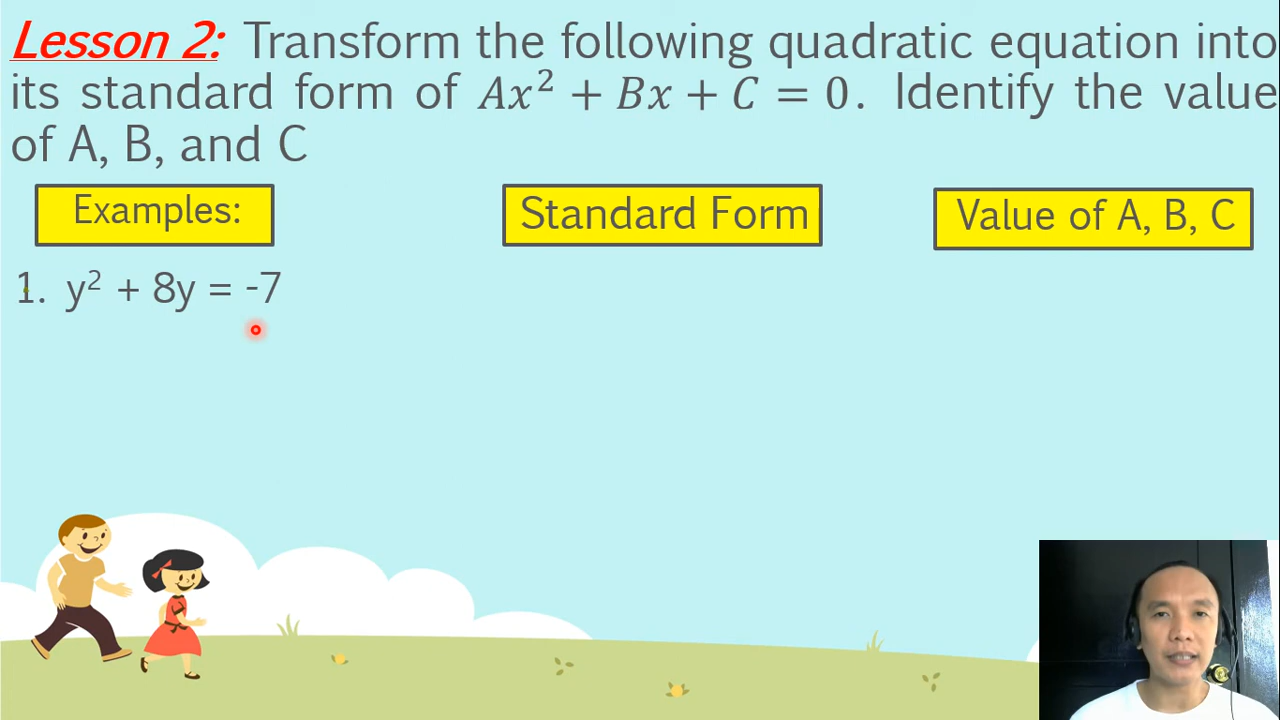 Lesson 2: Transform the following quadratic equation into
its standard form of Ax² + Bx + C = 0. Identify the value
of A, B, and C
Examples:
Standard Form
Value of A, B, C
1. y² + 8y = -7